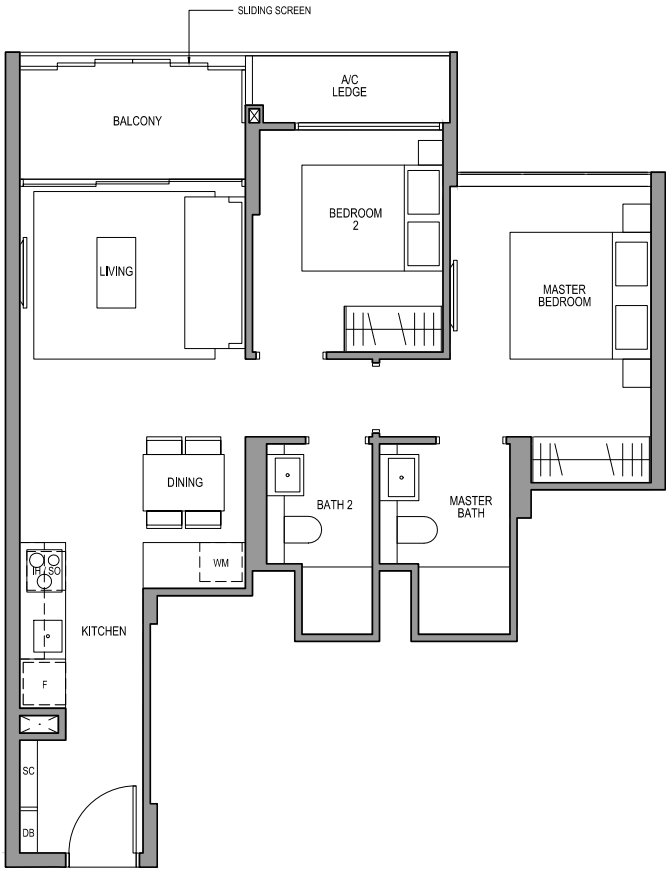 SLIDING SCREEN
A/C
LEDGE
BALCONY
BEDROOM
2
LIVING
MASTER
BEDROOM
DINING
BATH 2
MASTER
BATH
WM
IH / SO
KITCHEN
F
SC
DB